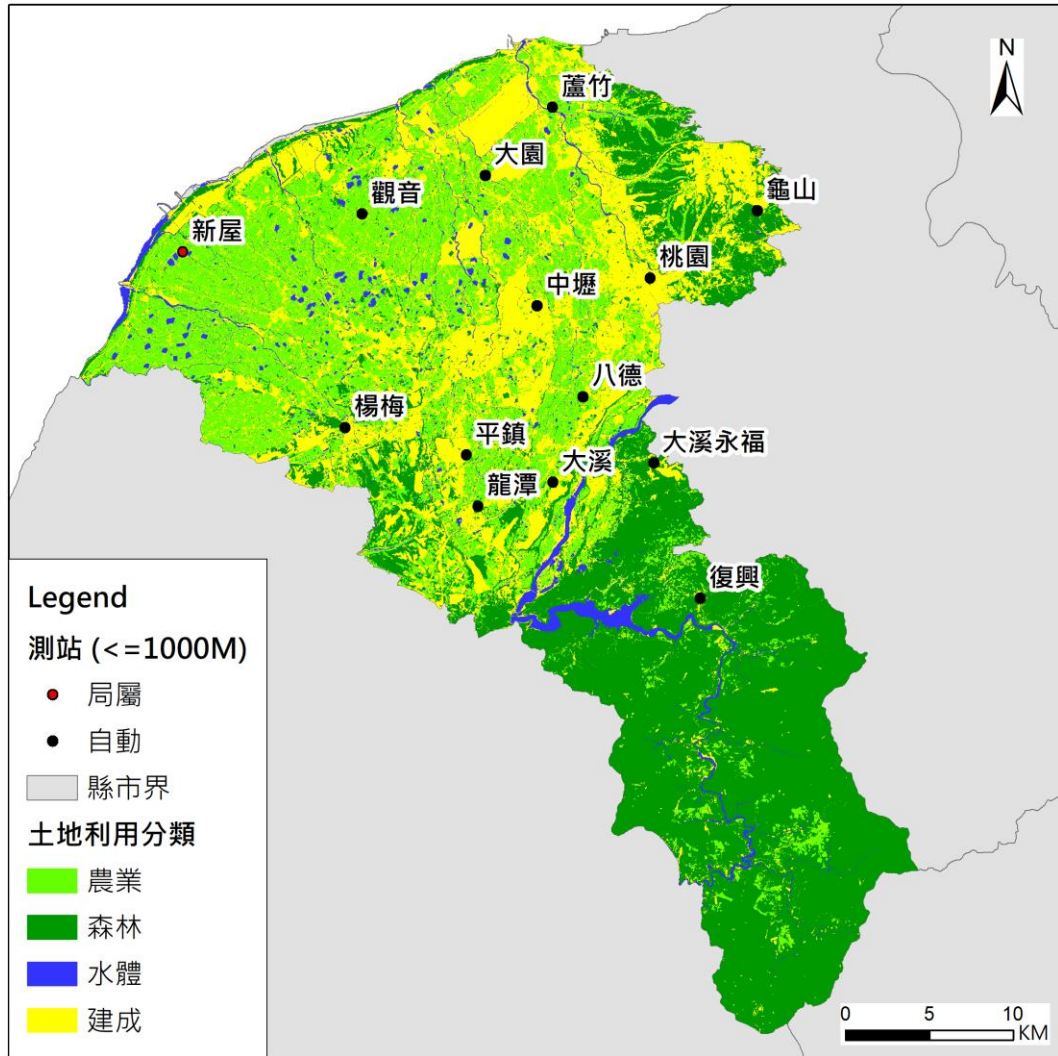 N
蘆竹
大園
觀音
龜山
新屋
桃園
中壢
八德
楊梅
平鎮
大溪
大溪永福
龍潭
復興
Legend
測站 (<=1000M)
局屬
自動
縣市界
土地利用分類
農業
森林
水體
建成
0 5 10
KM